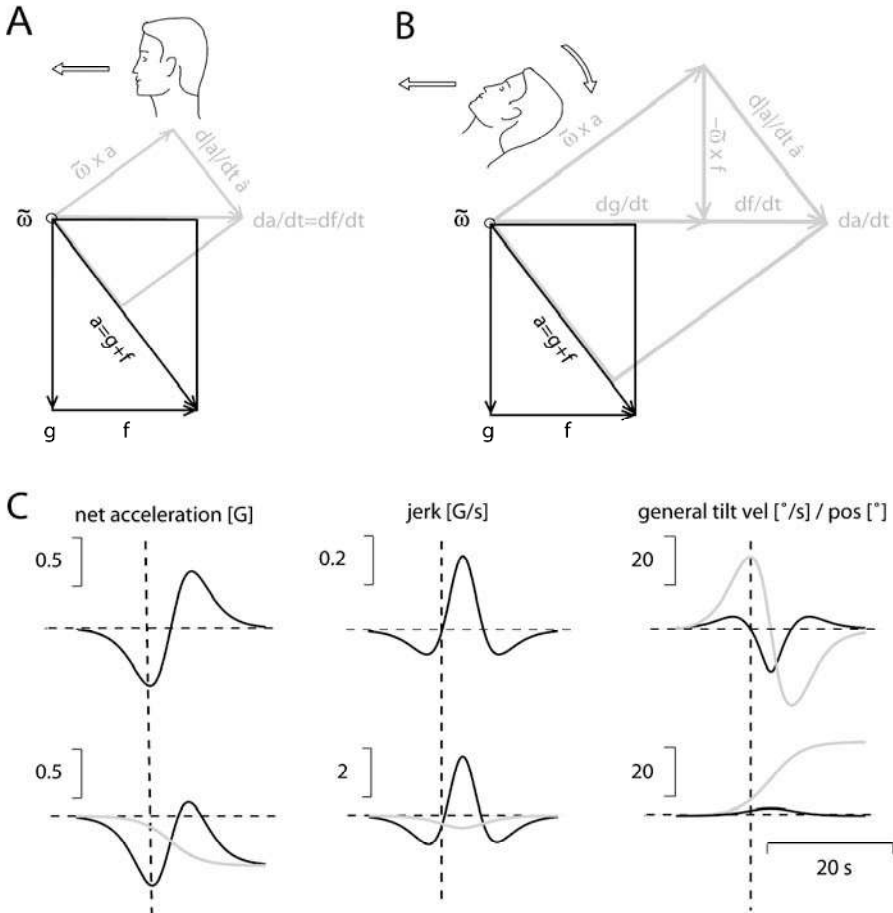 A
B
ω̃ x a
d|a|/dt â
ω̃
da/dt=df/dt
a=g+f
g
f
ω̃ x a
d|a|/dt â
-ω̃ x f
dg/dt
df/dt
ω̃
da/dt
a=g+f
g
f
C
net acceleration [G]
jerk [G/s]
general tilt vel [°/s] / pos [°]
0.5
0.2
20
0.5
2
20
20 s